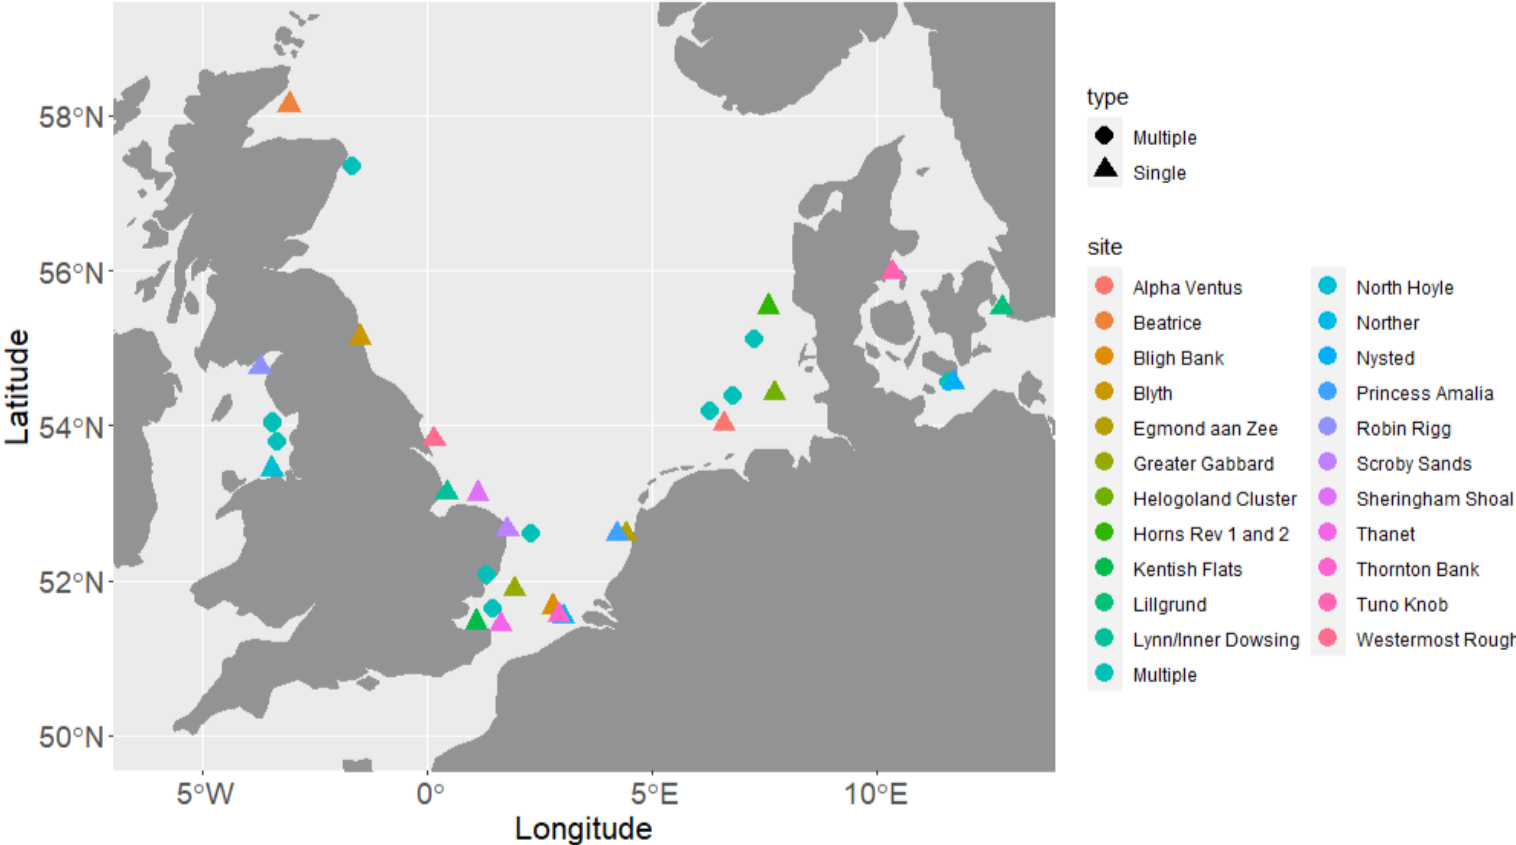 58°N
56°N
54°N
52°N
50°N
Latitude
5°W
0°
5°E
10°E
Longitude
type
Multiple
Single
site
Alpha Ventus
Beatrice
Bligh Bank
Blyth
Egmond aan Zee
Greater Gabbard
Helogoland Cluster
Horns Rev 1 and 2
Kentish Flats
Lillgrund
Lynn/Inner Dowsing
Multiple
North Hoyle
Norther
Nysted
Princess Amalia
Robin Rigg
Scroby Sands
Sheringham Shoal
Thanet
Thornton Bank
Tuno Knob
Westermost Rough